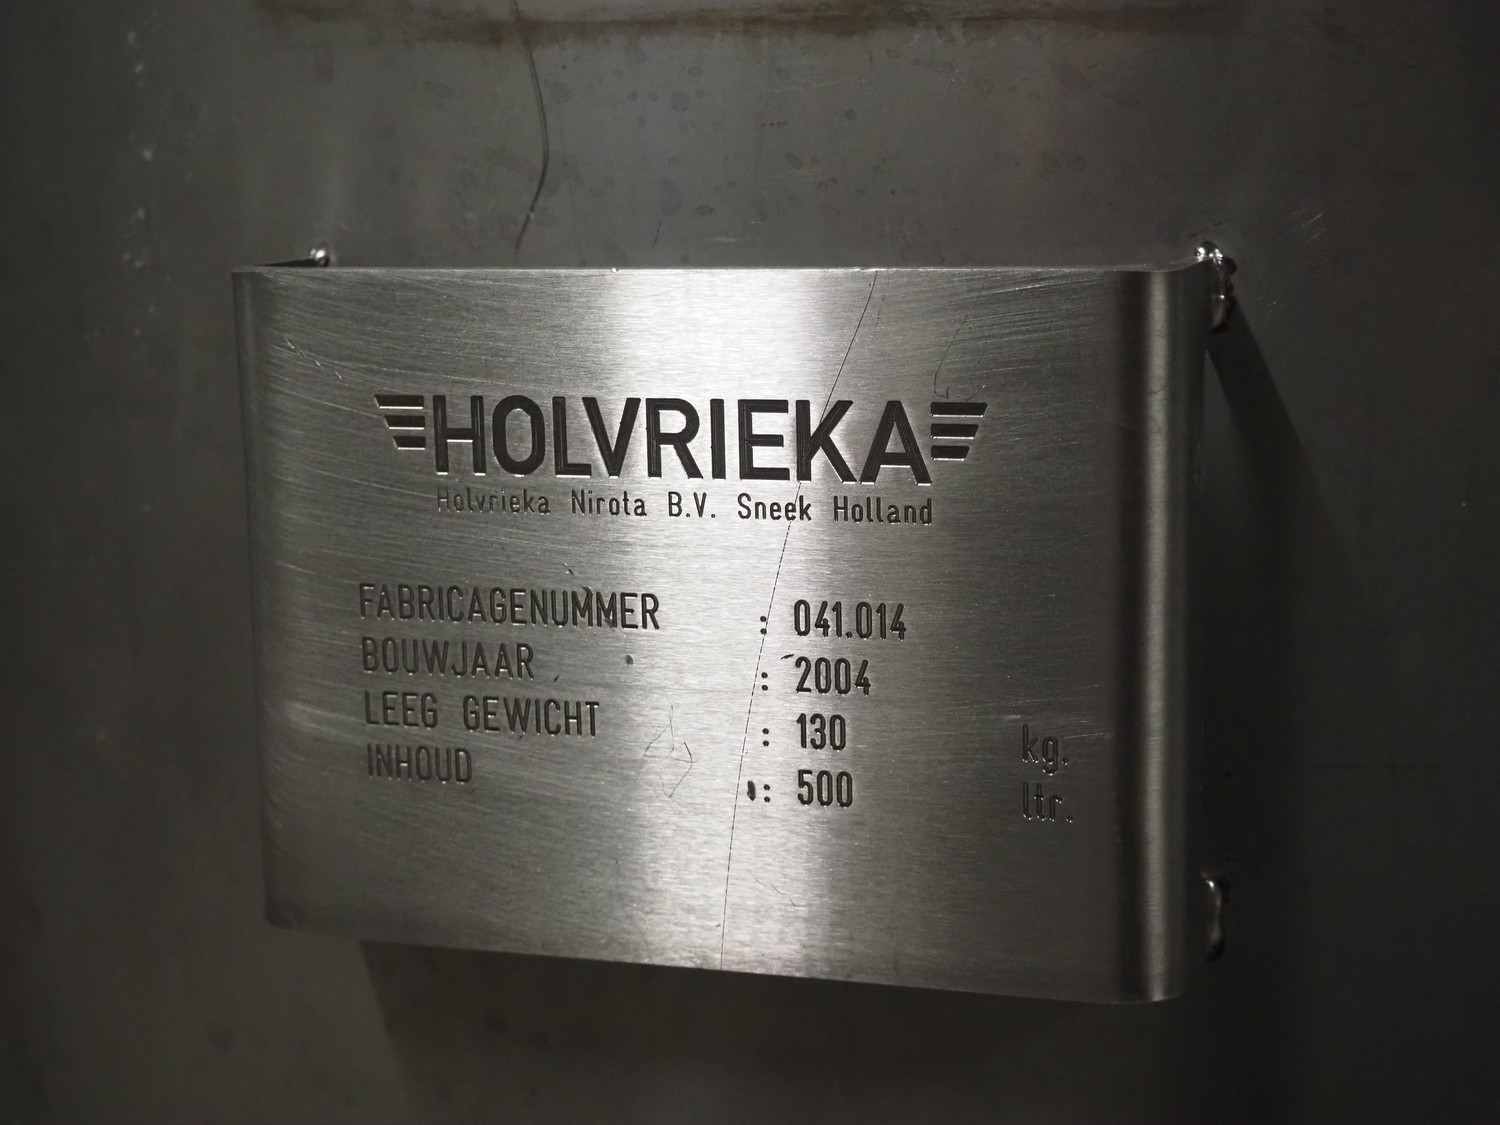 HOLVRIEKA
Holvrieka Nirota B.V. Sneek Holland
FABRICAGENUMMER : 041.014
BOUWJAAR : 2004
LEEG GEWICHT : 130 kg.
INHOUD : 500 ltr.